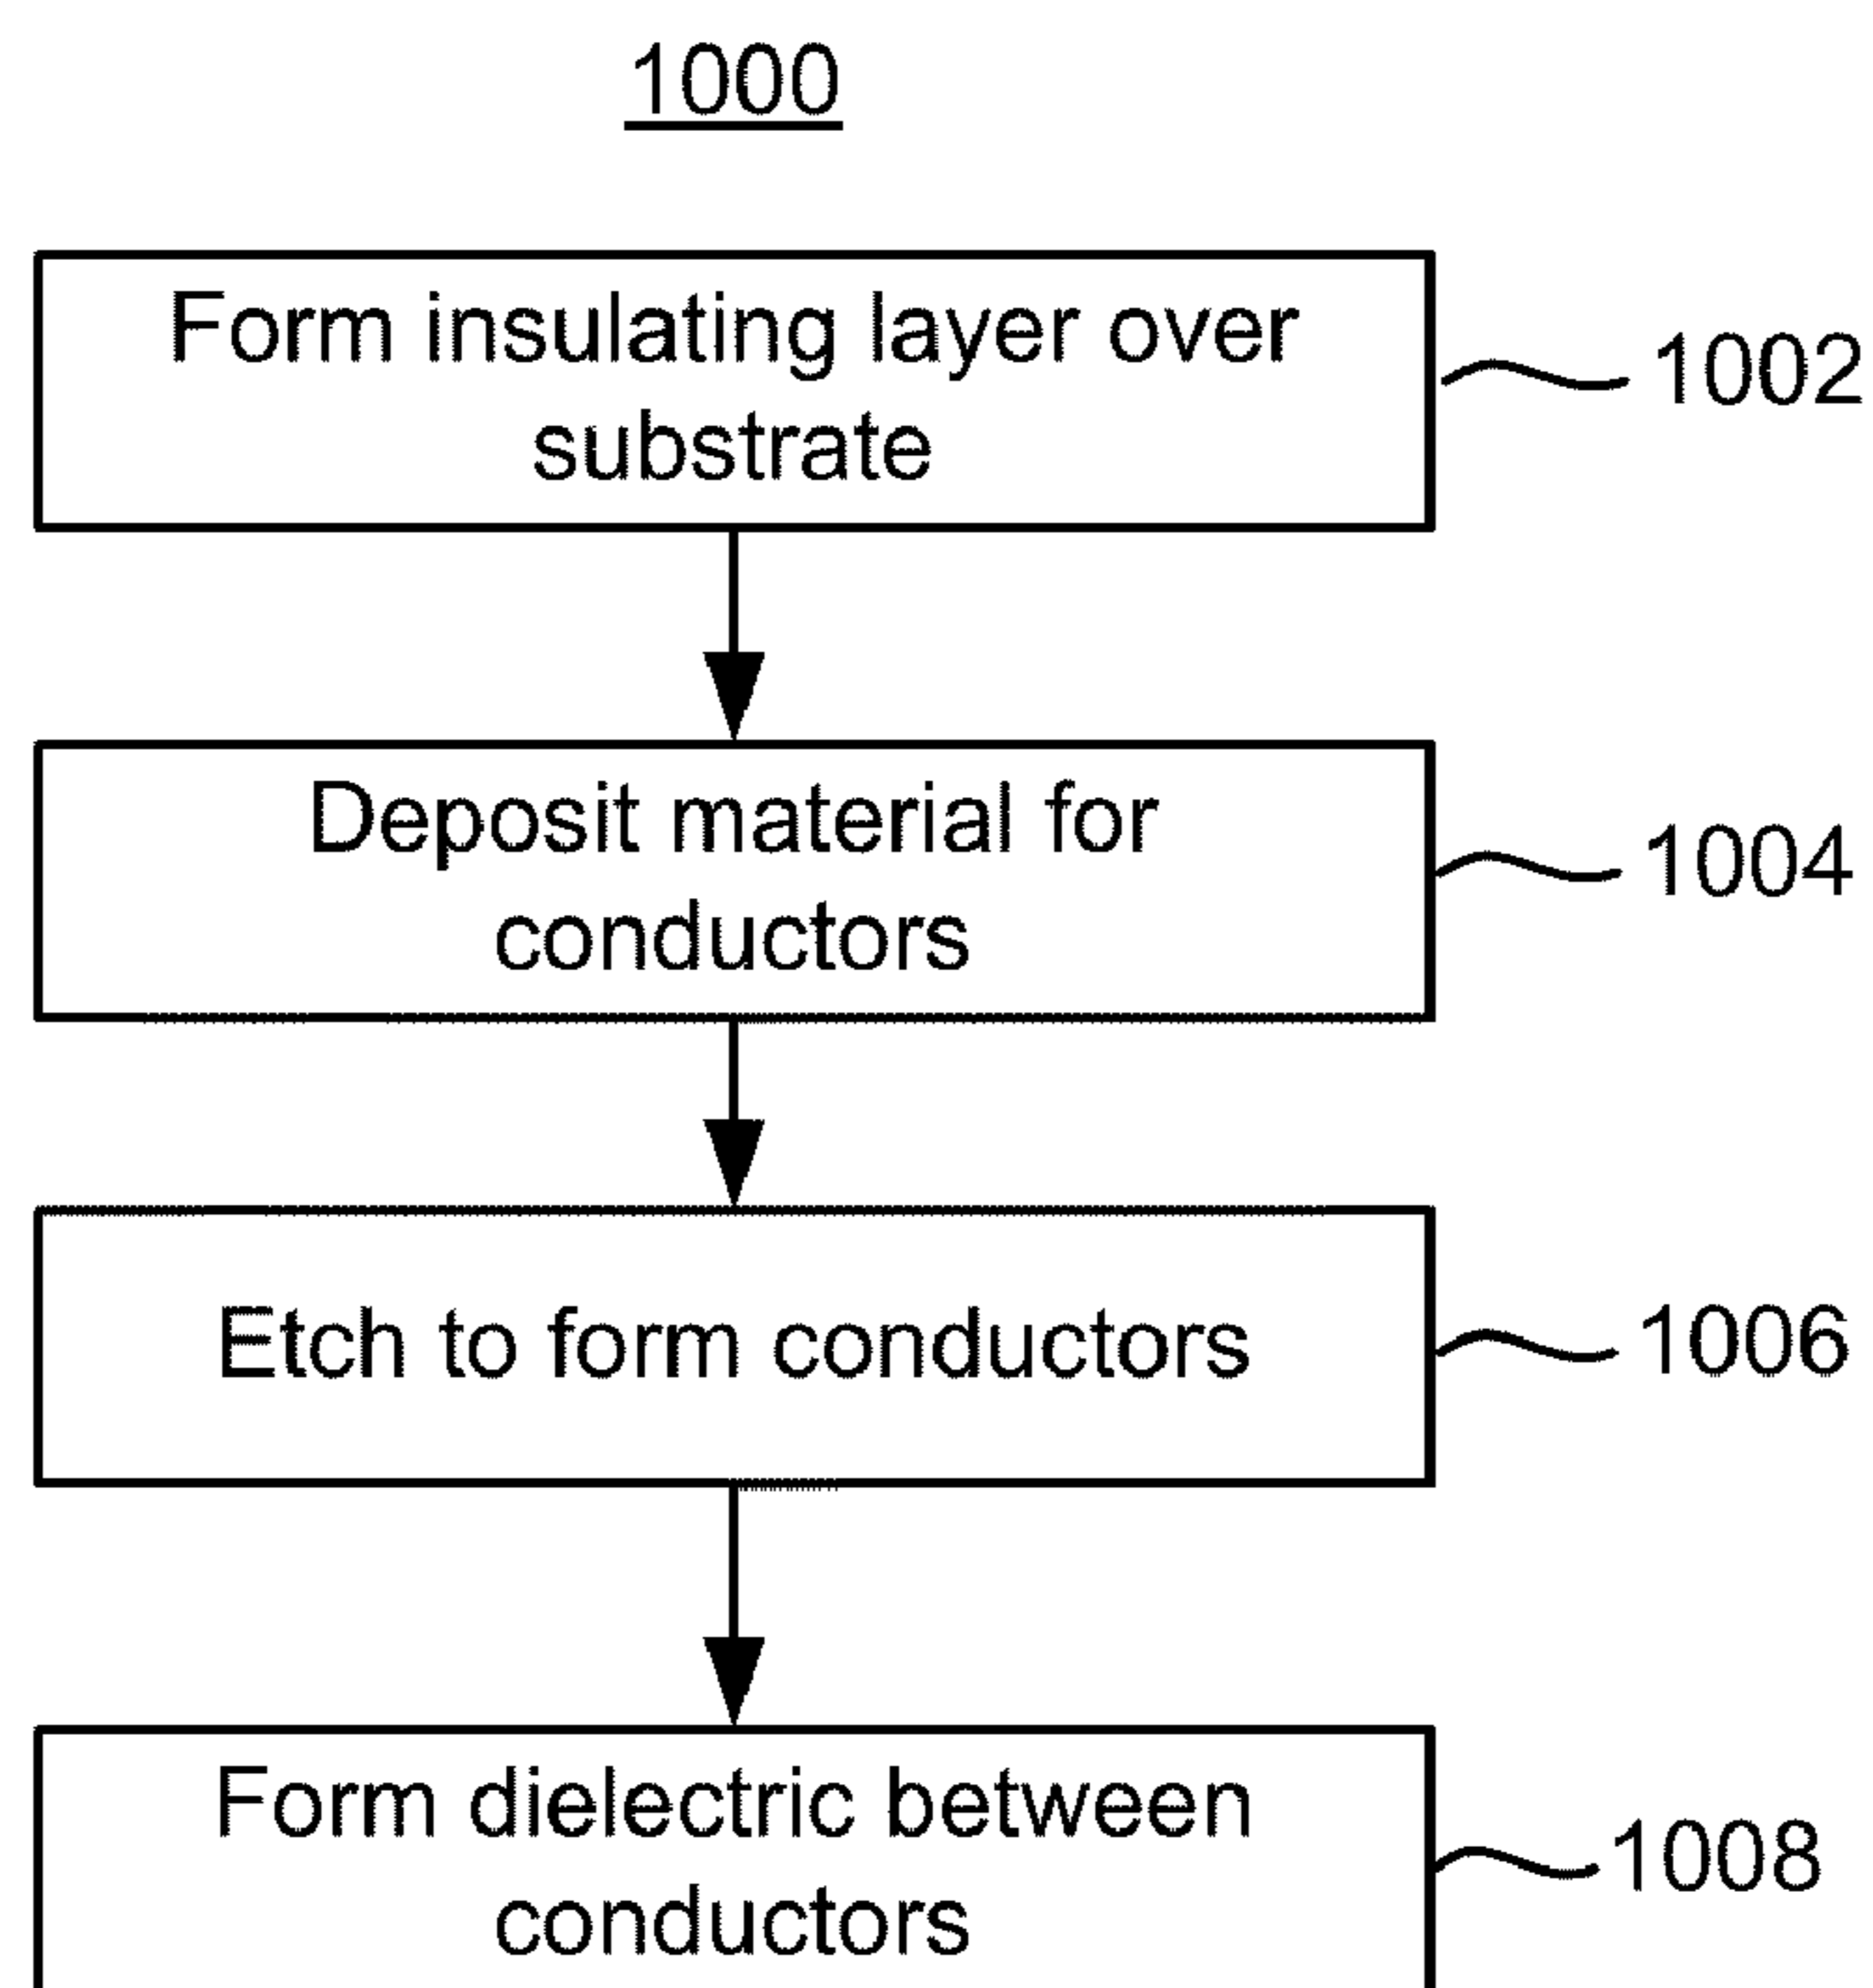 1000
Form insulating layer over
substrate
1002
Deposit material for
conductors
1004
Etch to form conductors
1006
Form dielectric between
conductors
1008